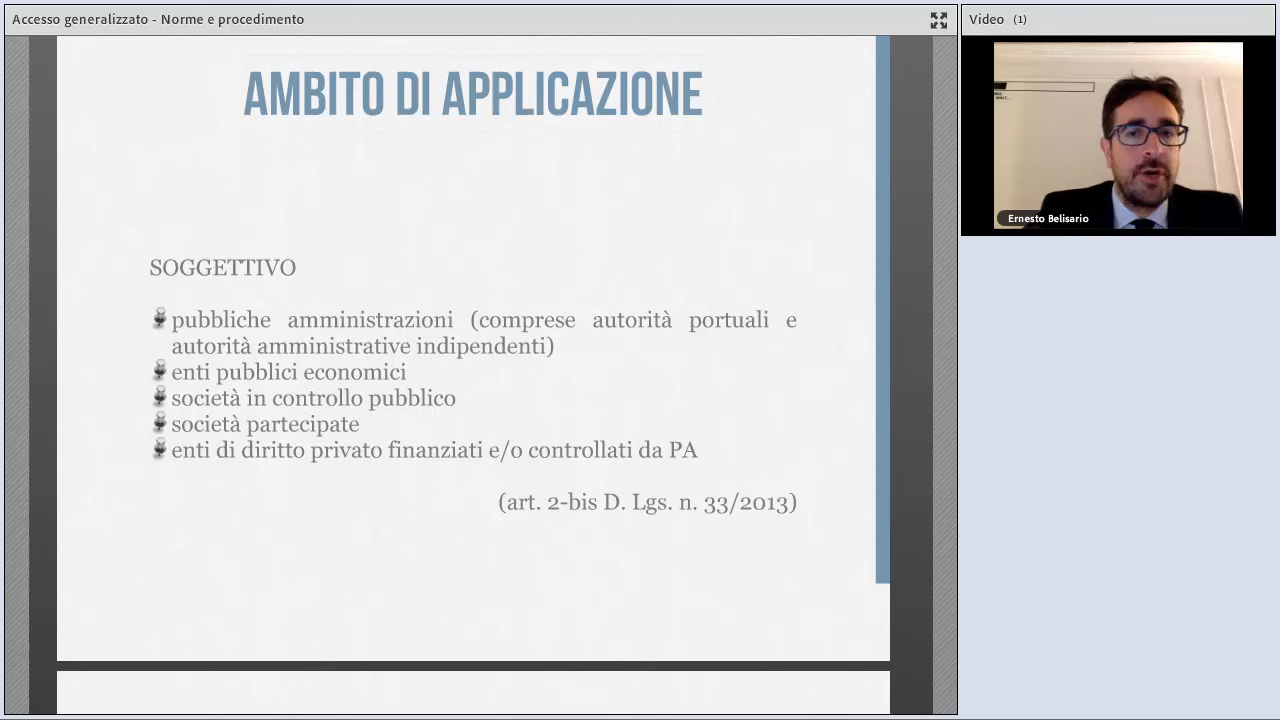 Accesso generalizzato - Norme e procedimento
Video (1)
AMBITO DI APPLICAZIONE
SOGGETTIVO
pubbliche amministrazioni (comprese autorità portuali e
autorità amministrative indipendenti)
enti pubblici economici
società in controllo pubblico
società partecipate
enti di diritto privato finanziati e/o controllati da PA
(art. 2-bis D. Lgs. n. 33/2013)
Ernesto Belisario